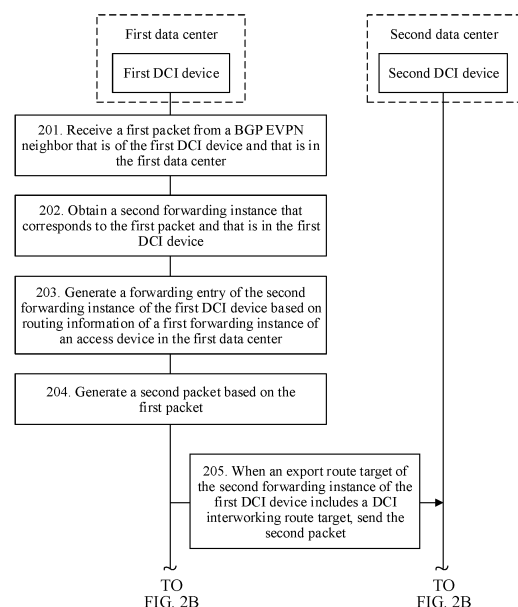 First data center
Second data center
First DCI device
Second DCI device
201. Receive a first packet from a BGP EVPN
neighbor that is of the first DCI device and that is in
the first data center
202. Obtain a second forwarding instance that
corresponds to the first packet and that is in the first
DCI device
203. Generate a forwarding entry of the second
forwarding instance of the first DCI device based on
routing information of a first forwarding instance of
an access device in the first data center
204. Generate a second packet based on the
first packet
205. When an export route target of
the second forwarding instance of the
first DCI device includes a DCI
interworking route target, send the
second packet
TO
FIG. 2B
TO
FIG. 2B